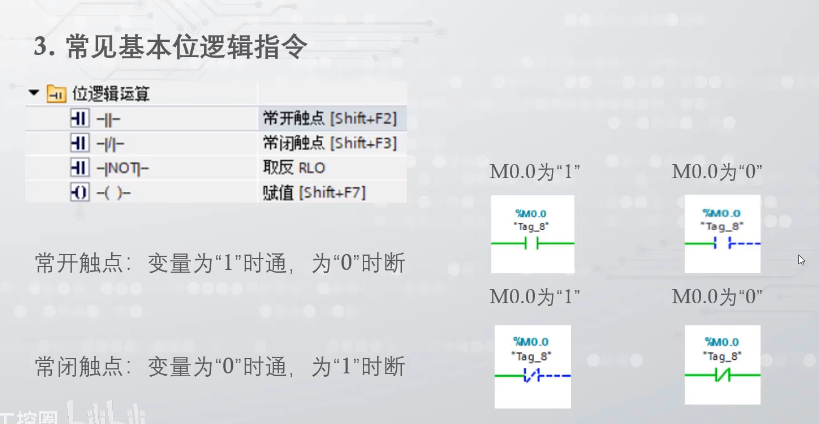 3. 常见基本位逻辑指令
位逻辑运算
-||- 常开触点 [Shift+F2]
-|/|- 常闭触点 [Shift+F3]
-|NOT|- 取反 RLO
-( )- 赋值 [Shift+F7]
M0.0为“1” M0.0为“0”
%M0.0 %M0.0
"Tag_8" "Tag_8"
常开触点：变量为“1”时通，为“0”时断
M0.0为“1” M0.0为“0”
%M0.0 %M0.0
"Tag_8" "Tag_8"
常闭触点：变量为“0”时通，为“1”时断
工控圈 bilibili